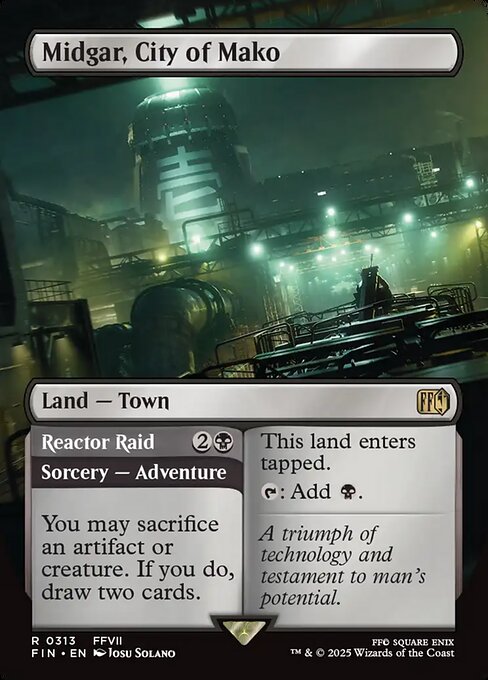 Midgar, City of Mako
Land — Town
FF
Reactor Raid 2
Sorcery — Adventure
You may sacrifice
an artifact or
creature. If you do,
draw two cards.
This land enters
tapped.
: Add .
A triumph of
technology and
testament to man's
potential.
R 0313 FFVII
FIN • EN Josu Solano
FF© SQUARE ENIX
™ & © 2025 Wizards of the Coast